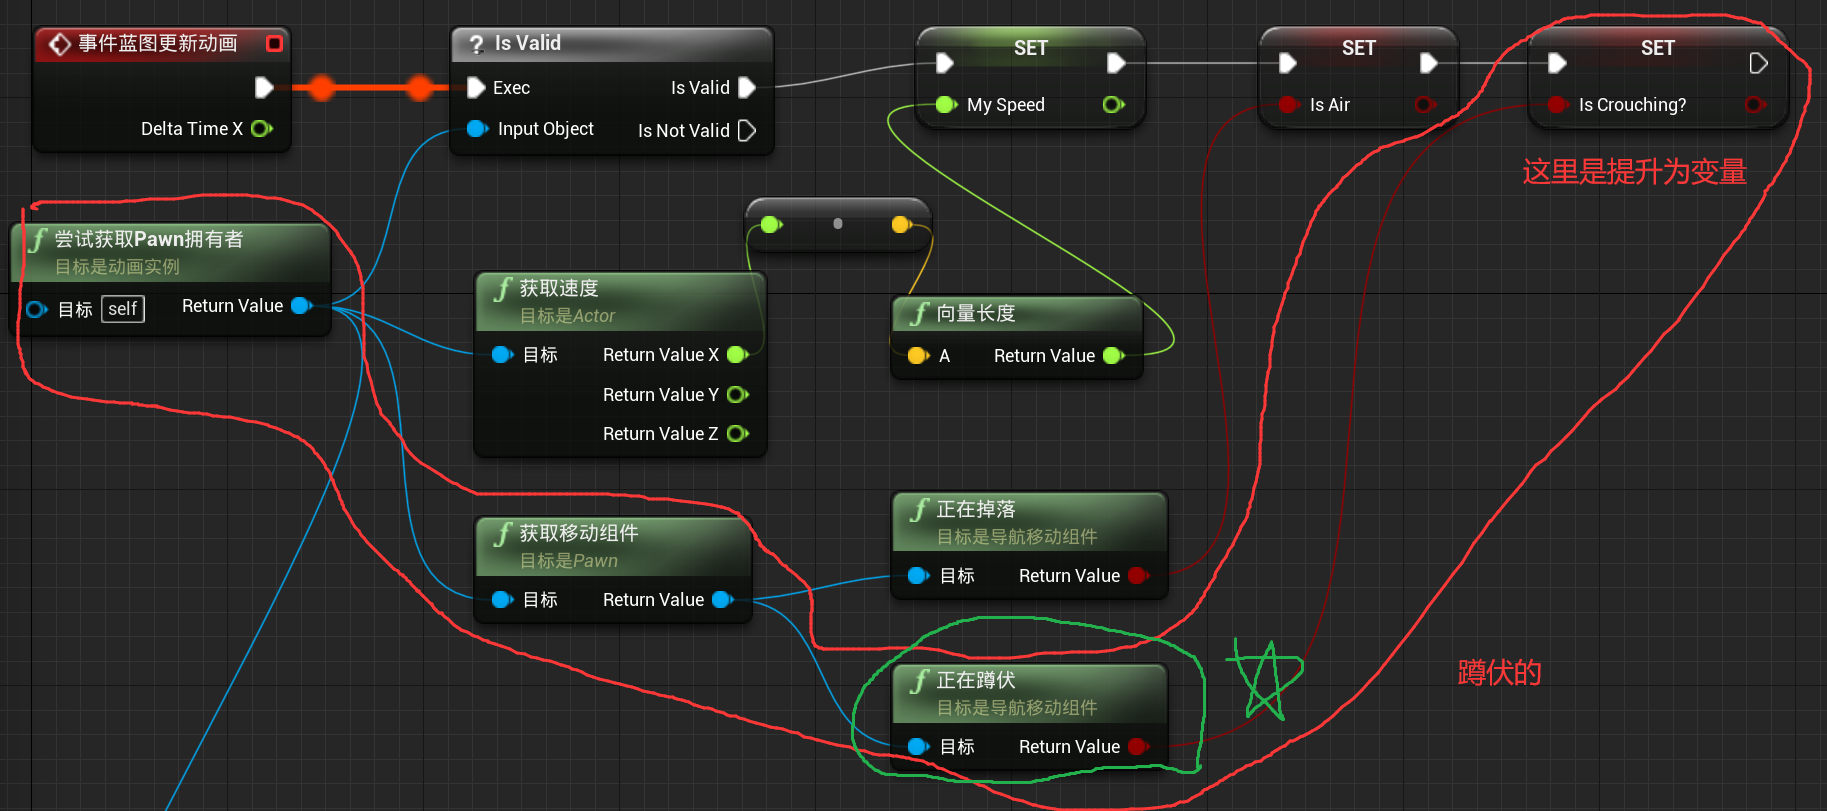 事件蓝图更新动画
Delta Time X
? Is Valid
Exec
Is Valid
Input Object
Is Not Valid
SET
My Speed
SET
Is Air
SET
Is Crouching?
这里是提升为变量
f 尝试获取Pawn拥有者
目标是动画实例
目标 self
Return Value
f 获取速度
目标是Actor
目标
Return Value X
Return Value Y
Return Value Z
f 向量长度
A
Return Value
f 获取移动组件
目标是Pawn
目标
Return Value
f 正在掉落
目标是导航移动组件
目标
Return Value
f 正在蹲伏
目标是导航移动组件
目标
Return Value
蹲伏的